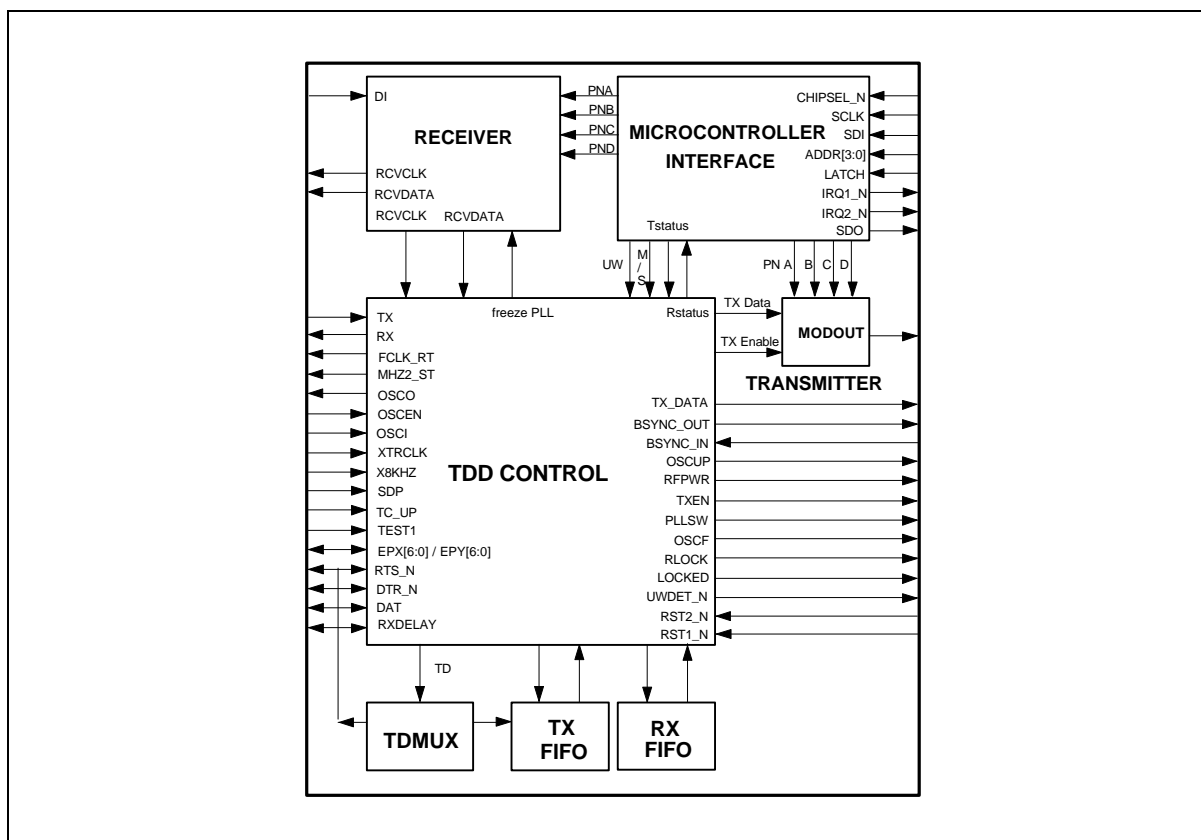 DI
RECEIVER
RCVCLK
RCVDATA
RCVCLK
RCVDATA
PNA
PNB
PNC
PND
MICROCONTROLLER
INTERFACE
CHIPSEL_N
SCLK
SDI
ADDR[3:0]
LATCH
IRQ1_N
IRQ2_N
SDO
Tstatus
UW
M/S
PN A
B
C
D
TX
RX
FCLK_RT
MHZ2_ST
OSCO
OSCEN
OSCI
XTRCLK
X8KHZ
SDP
TC_UP
TEST1
EPX[6:0] / EPY[6:0]
RTS_N
DTR_N
DAT
RXDELAY
freeze PLL
Rstatus
TDD CONTROL
TX Data
TX Enable
MODOUT
TRANSMITTER
TX_DATA
BSYNC_OUT
BSYNC_IN
OSCUP
RFPWR
TXEN
PLLSW
OSCF
RLOCK
LOCKED
UWDET_N
RST2_N
RST1_N
TD
TDMUX
TX
FIFO
RX
FIFO